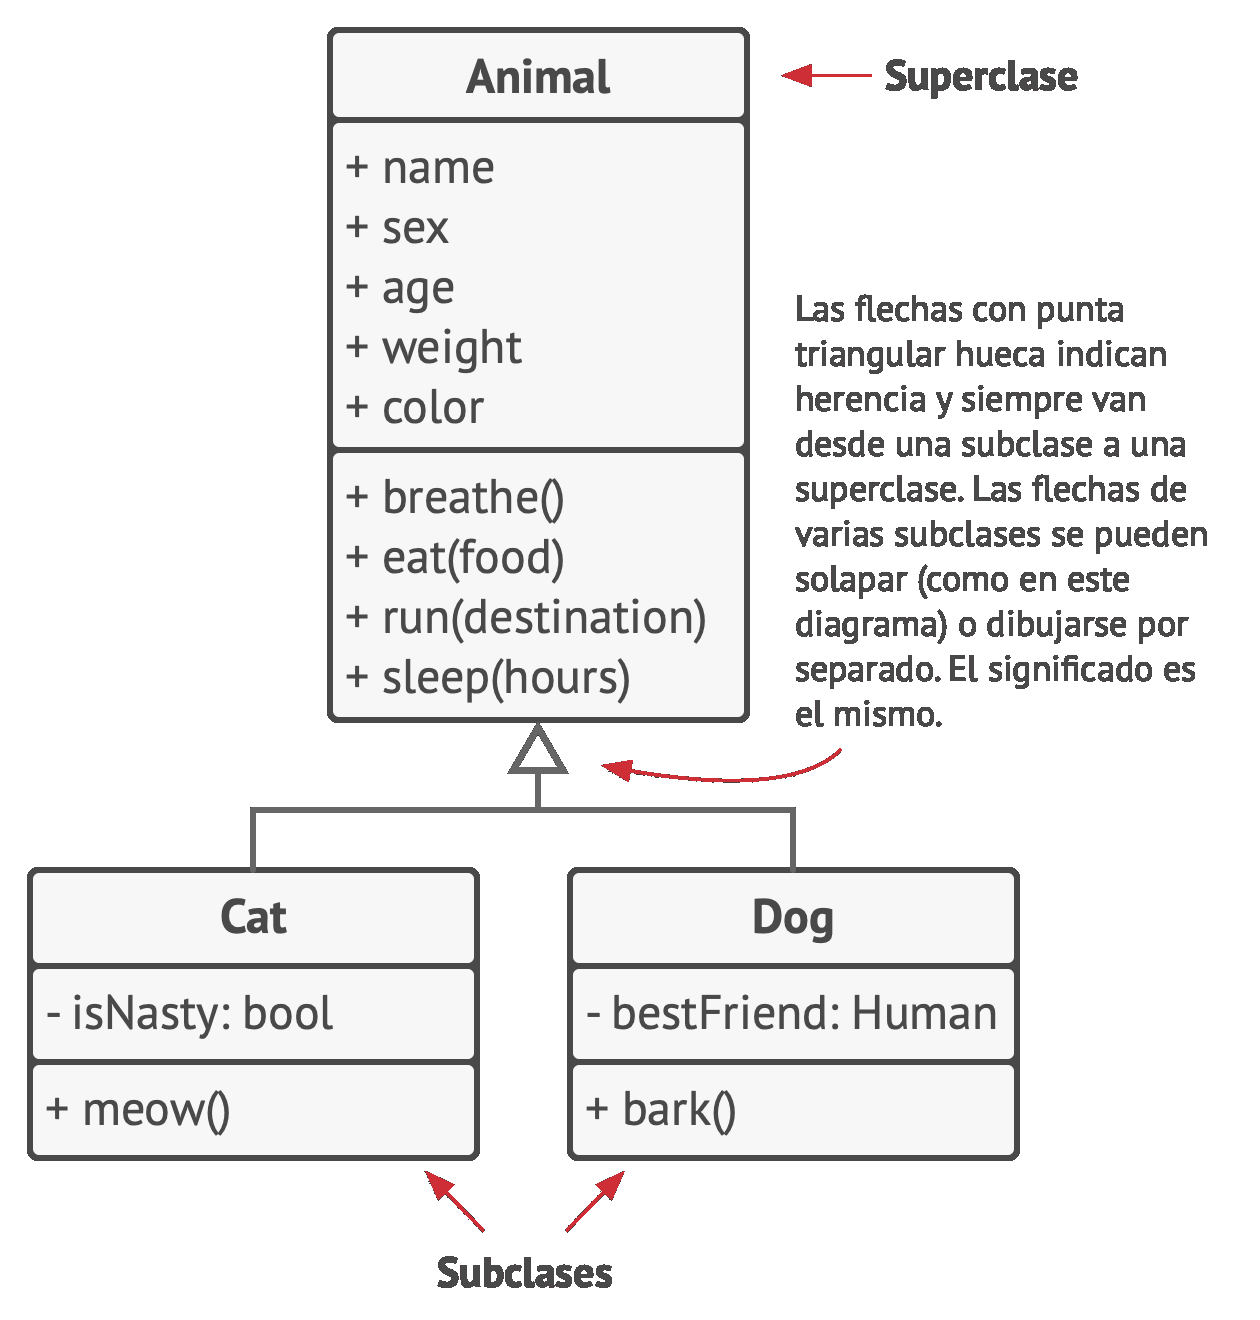 Animal
Superclase
+ name
+ sex
+ age
+ weight
+ color
+ breathe()
+ eat(food)
+ run(destination)
+ sleep(hours)
Las flechas con punta
triangular hueca indican
herencia y siempre van
desde una subclase a una
superclase. Las flechas de
varias subclases se pueden
solapar (como en este
diagrama) o dibujarse por
separado. El significado es
el mismo.
Cat
- isNasty: bool
+ meow()
Dog
- bestFriend: Human
+ bark()
Subclases